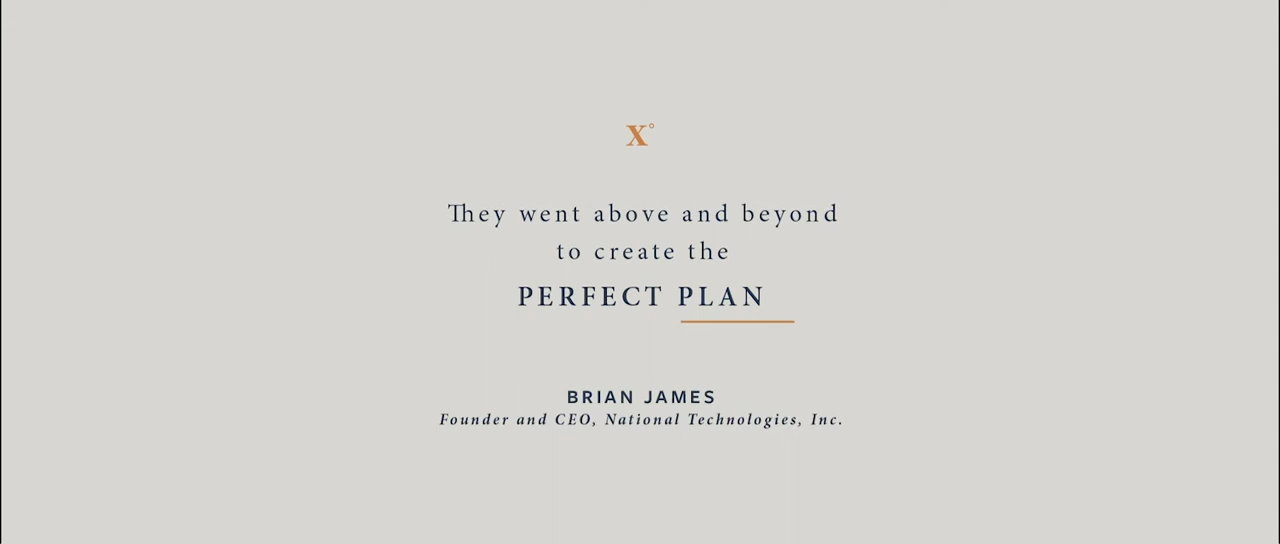 X°
They went above and beyond
to create the
PERFECT PLAN
BRIAN JAMES
Founder and CEO, National Technologies, Inc.